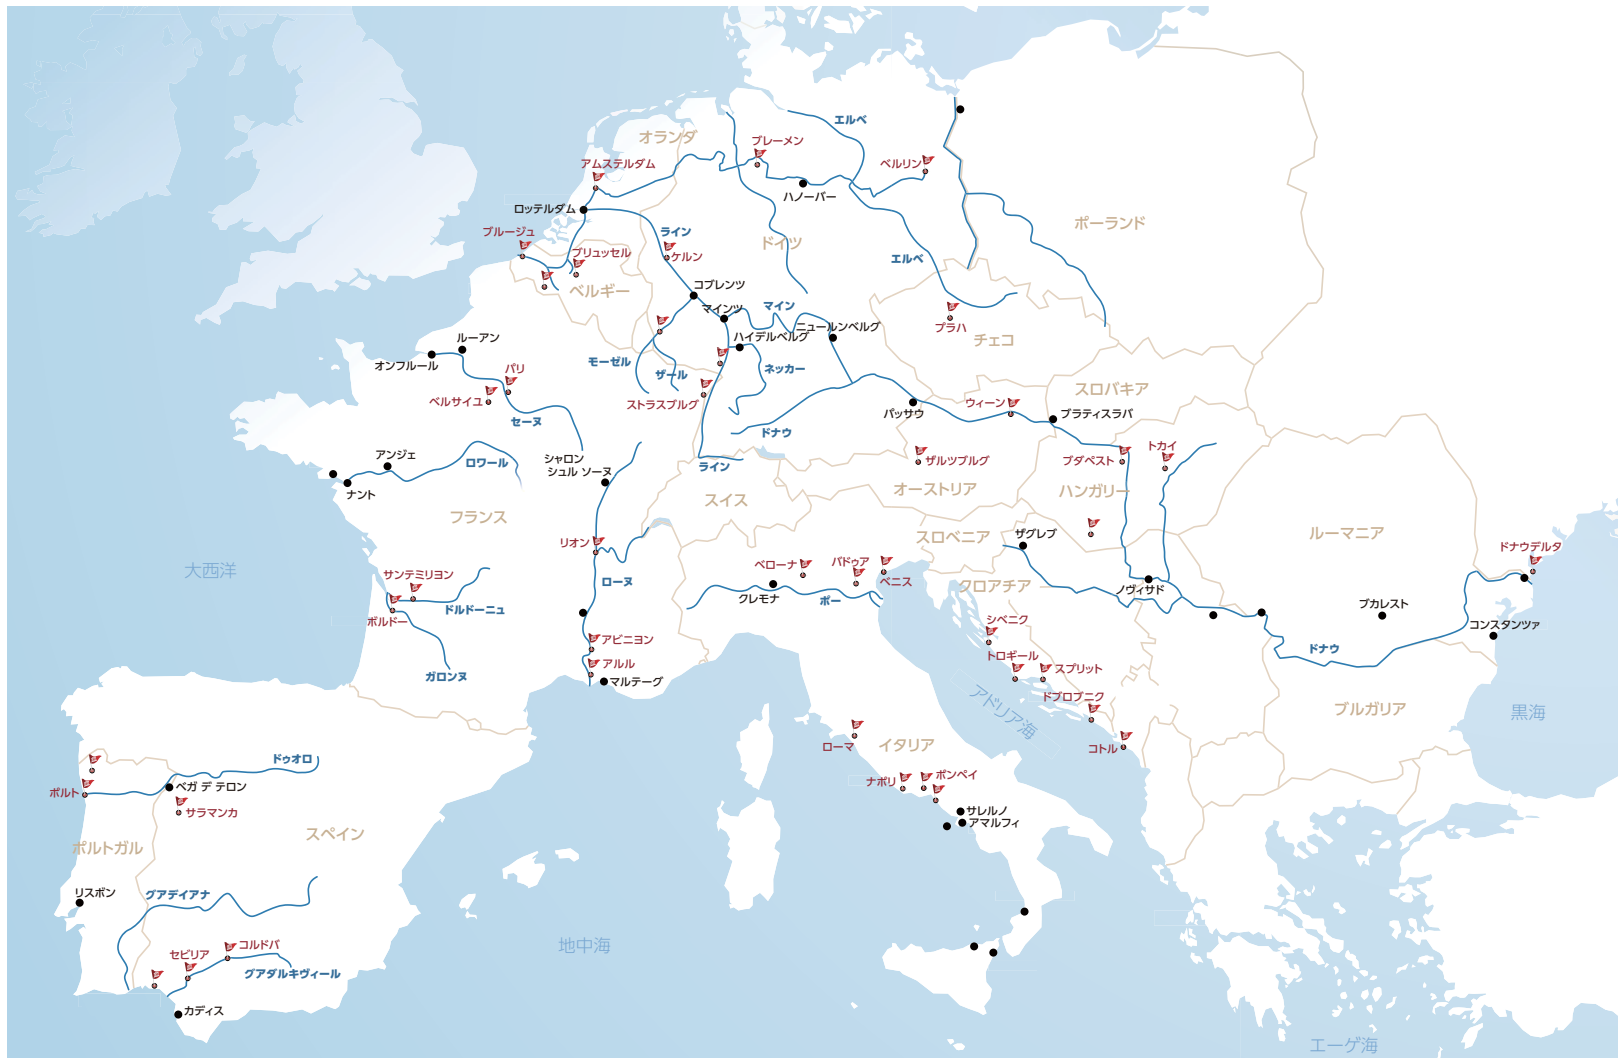 エルベ
オランダ
ブレーメン
ベルリン
アムステルダム
ハノーバー
ロッテルダム
ポーランド
ブルージュ
ライン
ドイツ
ブリュッセル
ケルン
エルベ
ベルギー
コブレンツ
マインツ
マイン
ニュールンベルグ
プラハ
チェコ
ルーアン
ハイデルベルグ
オンフルール
モーゼル
ザール
ネッカー
パリ
スロバキア
ベルサイユ
ストラスブルグ
パッサウ
ウィーン
ブラティスラバ
セーヌ
ドナウ
トカイ
アンジェ
ロワール
シャロン
シュル ソーヌ
ライン
ザルツブルグ
ブダペスト
ナント
スイス
オーストリア
ハンガリー
フランス
スロベニア
ザグレブ
ルーマニア
リオン
ドナウデルタ
大西洋
サンテミリヨン
ローヌ
ベローナ
パドゥア
ベニス
クロアチア
ノヴィサド
クレモナ
ポー
ドルドーニュ
ボルドー
ブカレスト
シベニク
コンスタンツァ
アビニヨン
ドナウ
トロギール
スプリット
アルル
ガロンヌ
マルテーグ
ドブロブニク
アドリア海
ブルガリア
黒海
ローマ
イタリア
コトル
ドゥオロ
ナポリ
ポンペイ
ポルト
ベガ デ テロン
サラマンカ
サレルノ
アマルフィ
スペイン
ポルトガル
リスボン
グアデイアナ
地中海
セビリア
コルドバ
グアダルキヴィール
カディス
エーゲ海